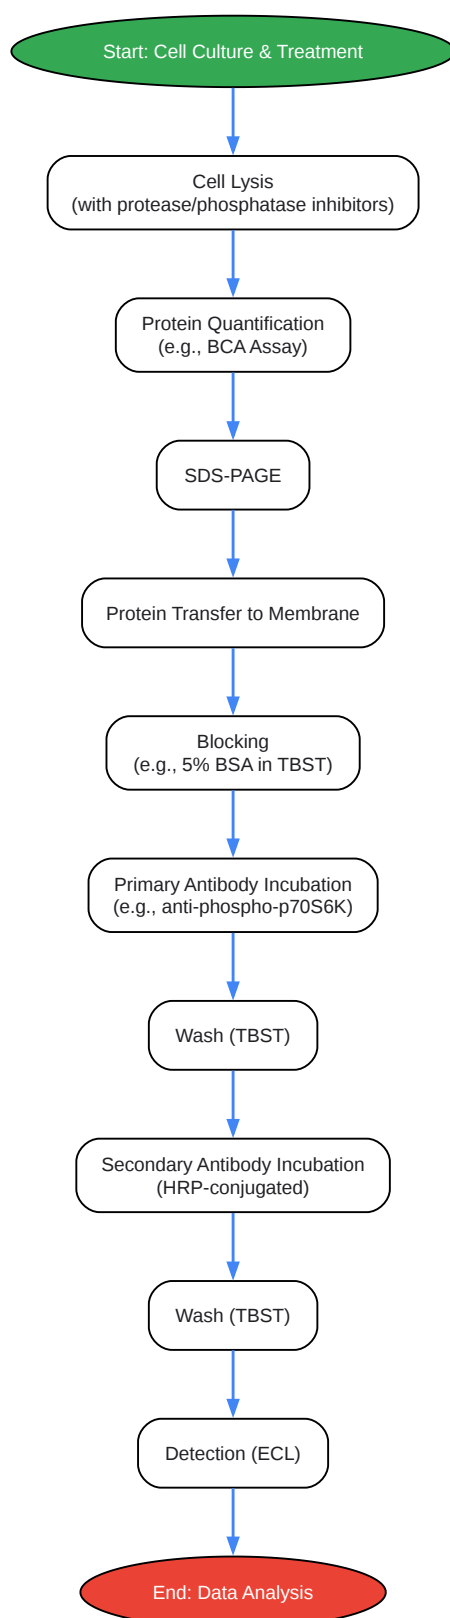 Start: Cell Culture & Treatment
Cell Lysis
(with protease/phosphatase inhibitors)
Protein Quantification
(e.g., BCA Assay)
SDS-PAGE
Protein Transfer to Membrane
Blocking
(e.g., 5% BSA in TBST)
Primary Antibody Incubation
(e.g., anti-phospho-p70S6K)
Wash (TBST)
Secondary Antibody Incubation
(HRP-conjugated)
Wash (TBST)
Detection (ECL)
End: Data Analysis